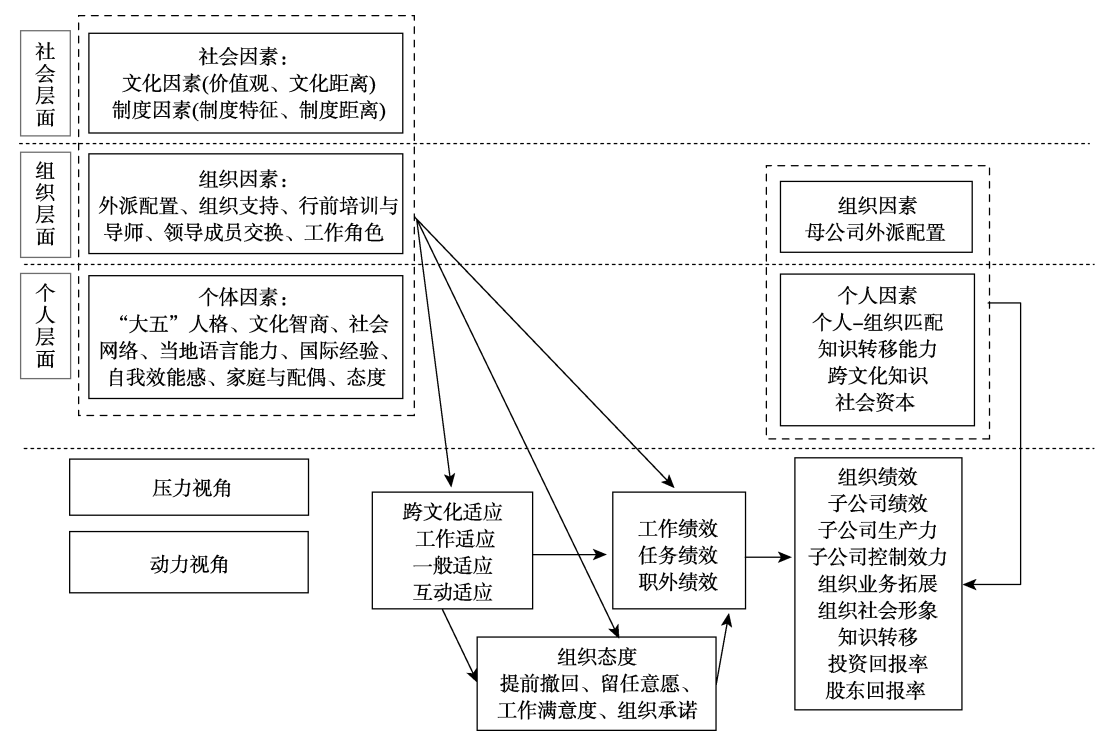 社会层面
社会因素：
文化因素(价值观、文化距离)
制度因素(制度特征、制度距离)
组织层面
组织因素：
外派配置、组织支持、行前培训与
导师、领导成员交换、工作角色
组织因素
母公司外派配置
个人层面
个体因素：
“大五”人格、文化智商、社会
网络、当地语言能力、国际经验、
自我效能感、家庭与配偶、态度
个人因素
个人–组织匹配
知识转移能力
跨文化知识
社会资本
压力视角
动力视角
跨文化适应
工作适应
一般适应
互动适应
工作绩效
任务绩效
职外绩效
组织态度
提前撤回、留任意愿、
工作满意度、组织承诺
组织绩效
子公司绩效
子公司生产力
子公司控制效力
组织业务拓展
组织社会形象
知识转移
投资回报率
股东回报率